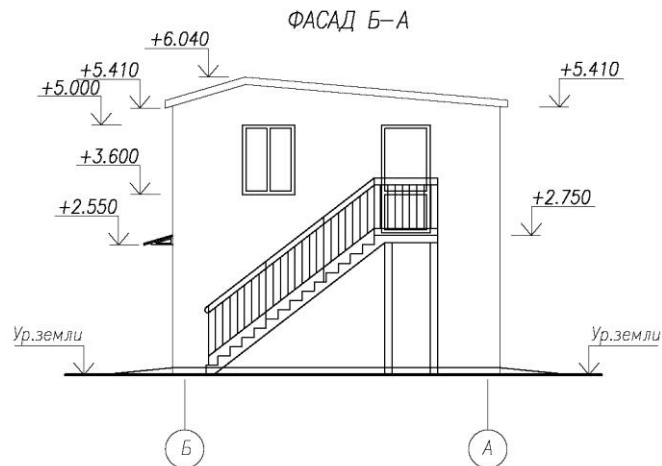 ФАСАД Б-А
+6.040
+5.410
+5.410
+5.000
+3.600
+2.550
+2.750
Ур.земли
Ур.земли
Б
А